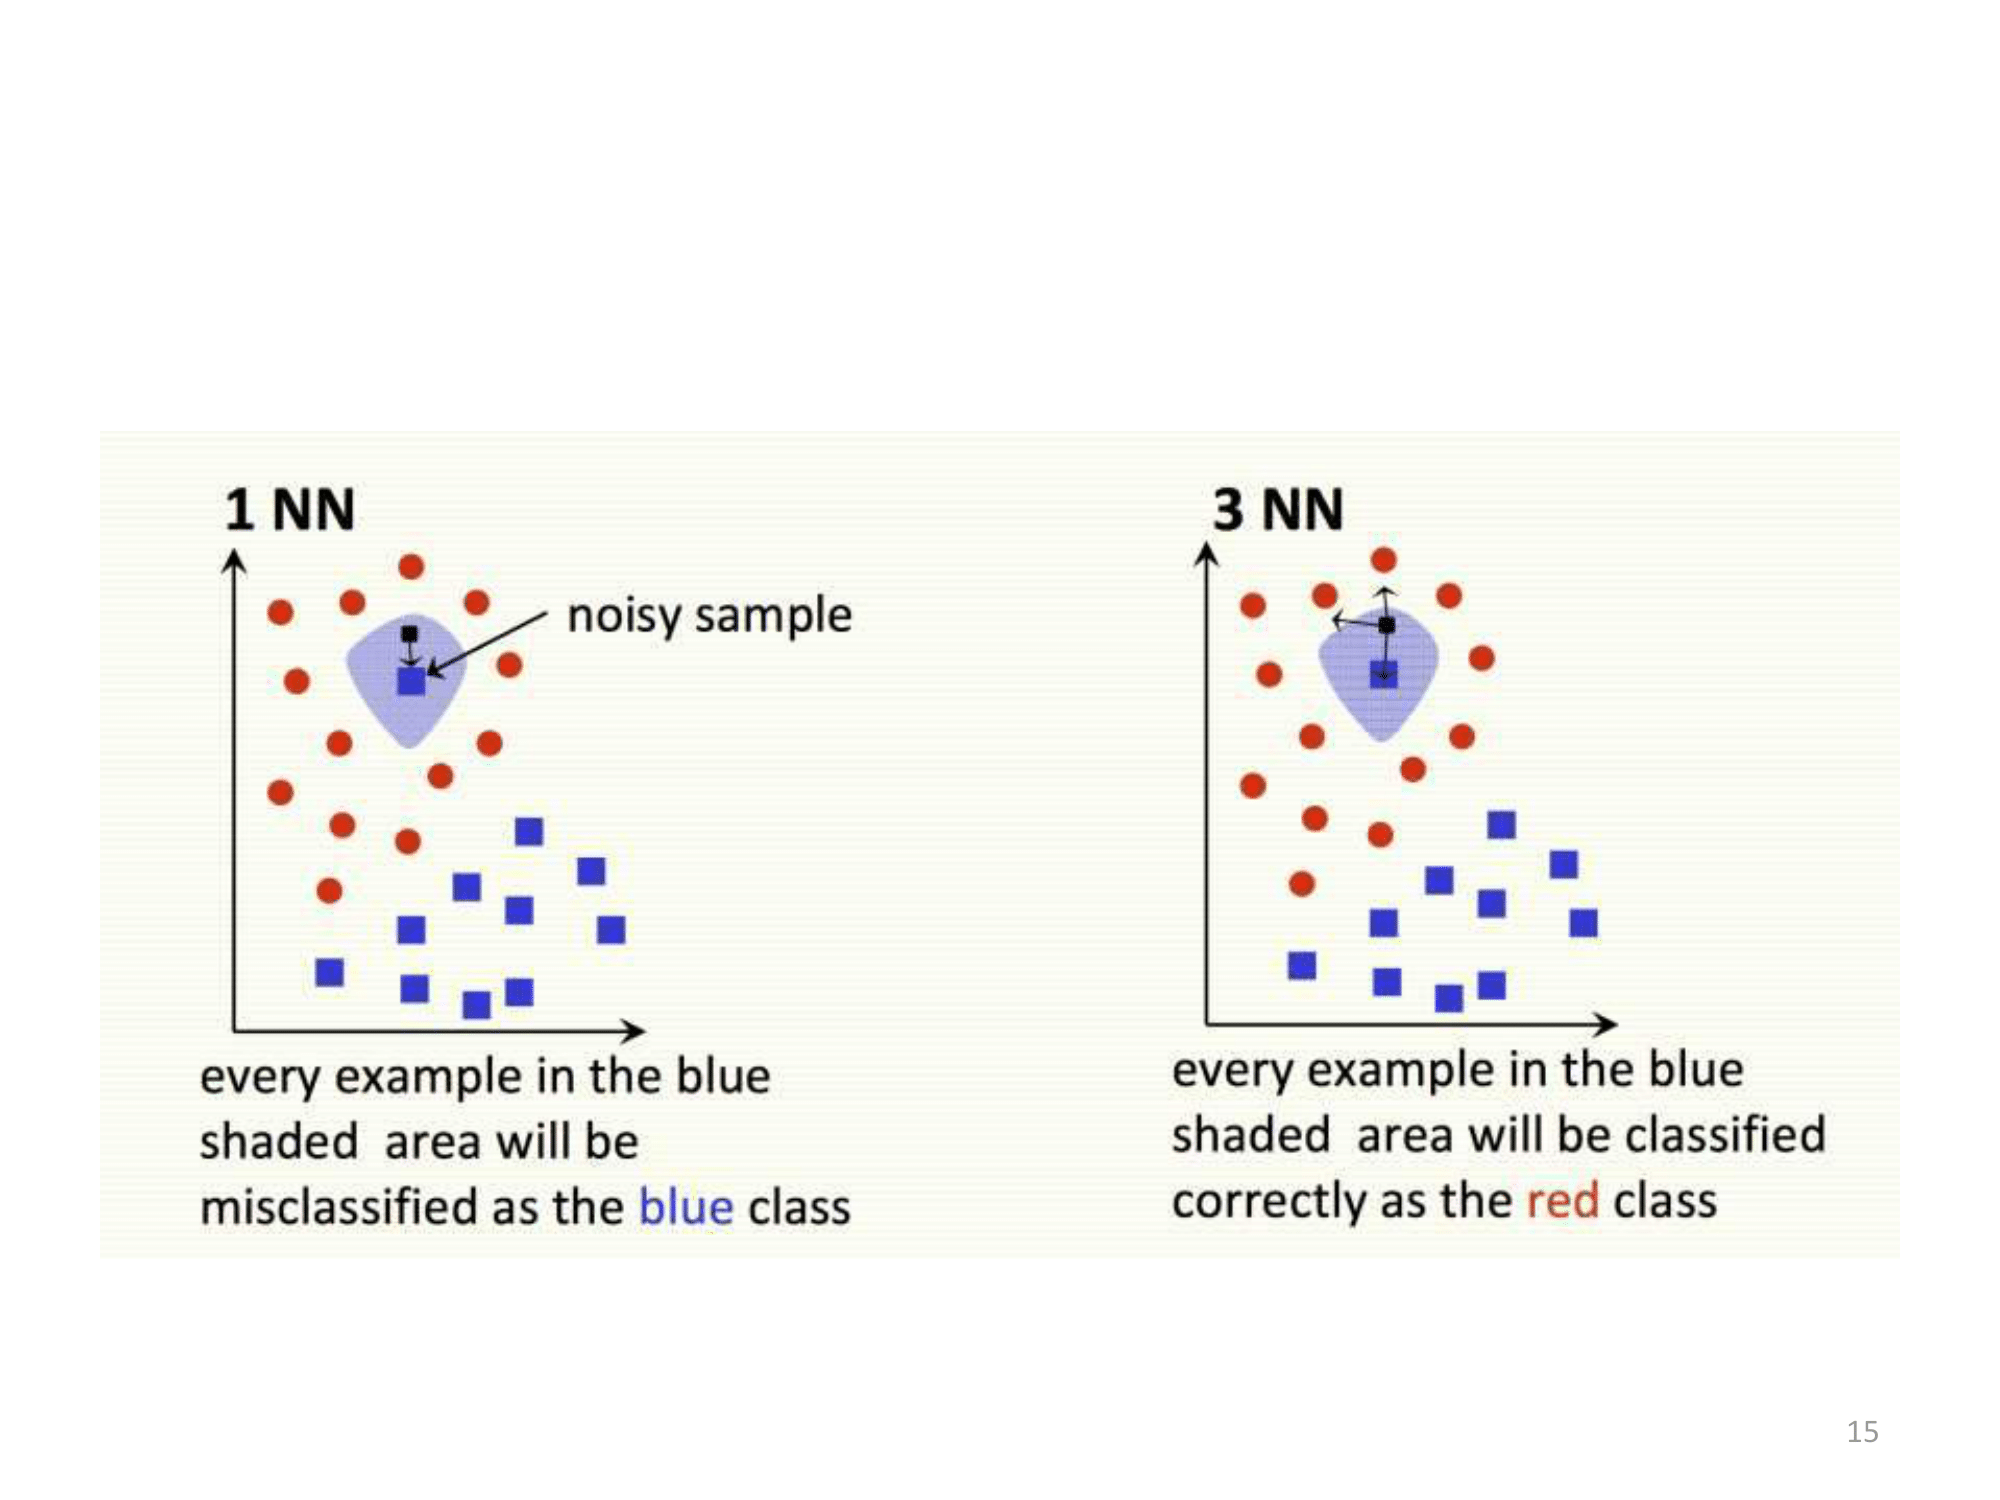 1 NN
noisy sample
every example in the blue
shaded area will be
misclassified as the blue class
3 NN
every example in the blue
shaded area will be classified
correctly as the red class
15